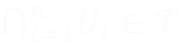 ⋂ⁿᵢ₌₁ Uᵢ ∈ 𝒯